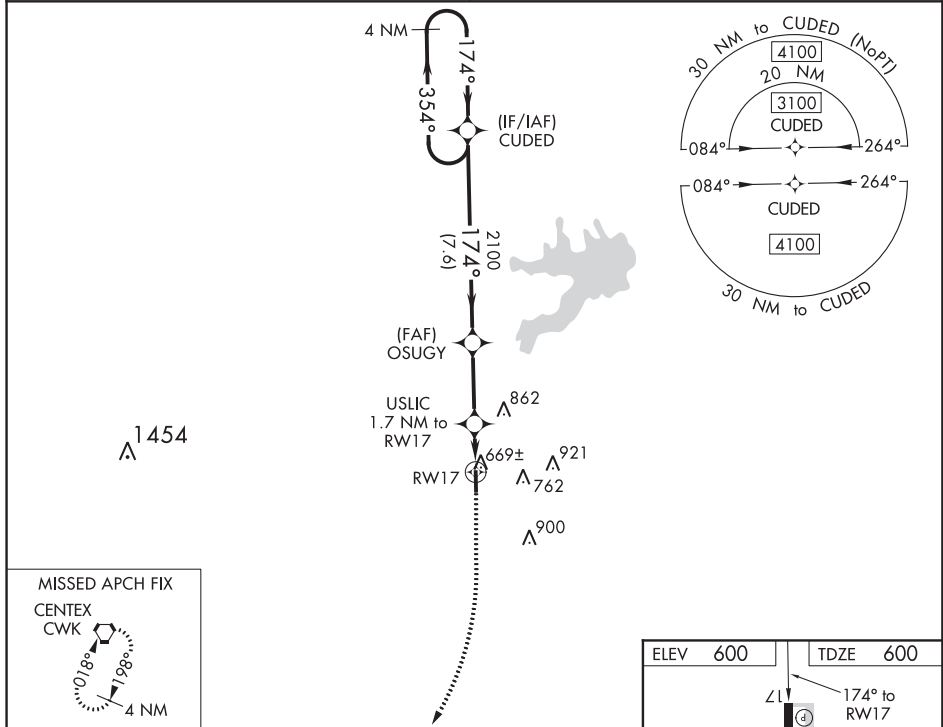 4 NM
174°
354°
(IF/IAF)
CUDED
2100
174°
(7.6)
(FAF)
OSUGY
USLIC
1.7 NM to
RW17
RW17
862
669±
921
762
900
1454
30 NM to CUDED (NoPT)
4100
20 NM
3100
CUDED
084°
264°
084°
264°
CUDED
4100
30 NM to CUDED
MISSED APCH FIX
CENTEX
CWK
018°
198°
4 NM
ELEV 600
TDZE 600
174° to
RW17
17
P